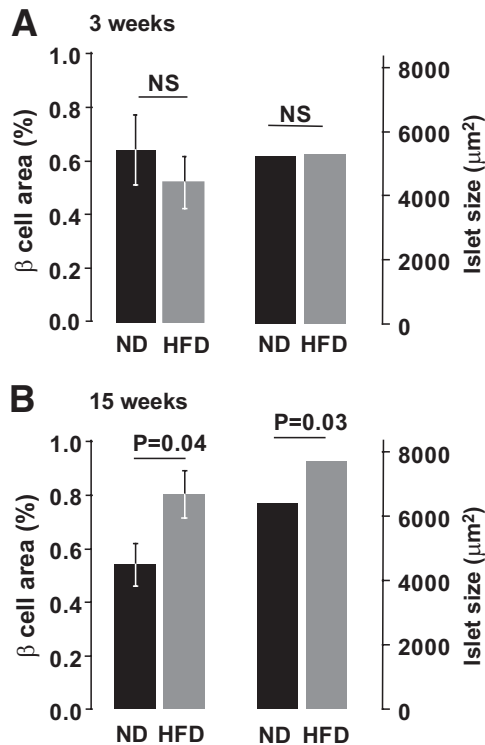 A
3 weeks
β cell area (%)
1.0
0.8
0.6
0.4
0.2
0.0
NS
NS
ND HFD
ND HFD
8000
6000
4000
2000
0
Islet size (μm²)
B
15 weeks
β cell area (%)
1.0
0.8
0.6
0.4
0.2
0.0
P=0.04
P=0.03
ND HFD
ND HFD
8000
6000
4000
2000
0
Islet size (μm²)